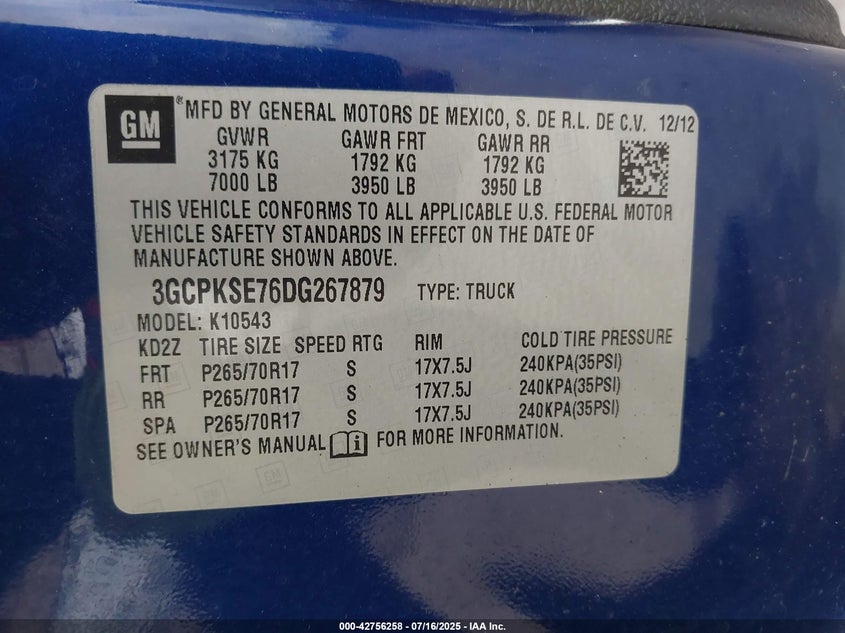 GM ® MFD BY GENERAL MOTORS DE MEXICO, S. DE R.L. DE C.V. 12/12
GVWR GAWR FRT GAWR RR
3175 KG 1792 KG 1792 KG
7000 LB 3950 LB 3950 LB
THIS VEHICLE CONFORMS TO ALL APPLICABLE U.S. FEDERAL MOTOR
VEHICLE SAFETY STANDARDS IN EFFECT ON THE DATE OF
MANUFACTURE SHOWN ABOVE.
3GCPKSE76DG267879 TYPE: TRUCK
MODEL: K10543
KD2Z TIRE SIZE SPEED RTG RIM COLD TIRE PRESSURE
FRT P265/70R17 S 17X7.5J 240KPA(35PSI)
RR P265/70R17 S 17X7.5J 240KPA(35PSI)
SPA P265/70R17 S 17X7.5J 240KPA(35PSI)
SEE OWNER'S MANUAL i FOR MORE INFORMATION.
000-42756258 - 07/16/2025 - IAA Inc.